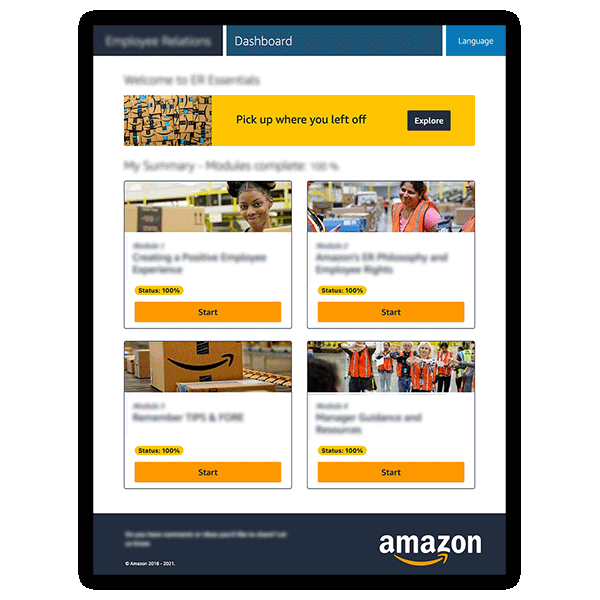 Employee Relations
Dashboard
Language
Welcome to ER Essentials
Pick up where you left off
Explore
My Summary - Modules complete: 100 %
Module 1
Creating a Positive Employee
Experience
Status: 100%
Start
Module 2
Amazon's ER Philosophy and
Employee Rights
Status: 100%
Start
Module 3
Remember TIPS & FORE
Status: 100%
Start
Module 4
Manager Guidance and
Resources
Status: 100%
Start
Do you have comments or ideas you'd like to share? Let
us know
© Amazon 2018 - 2021.
amazon